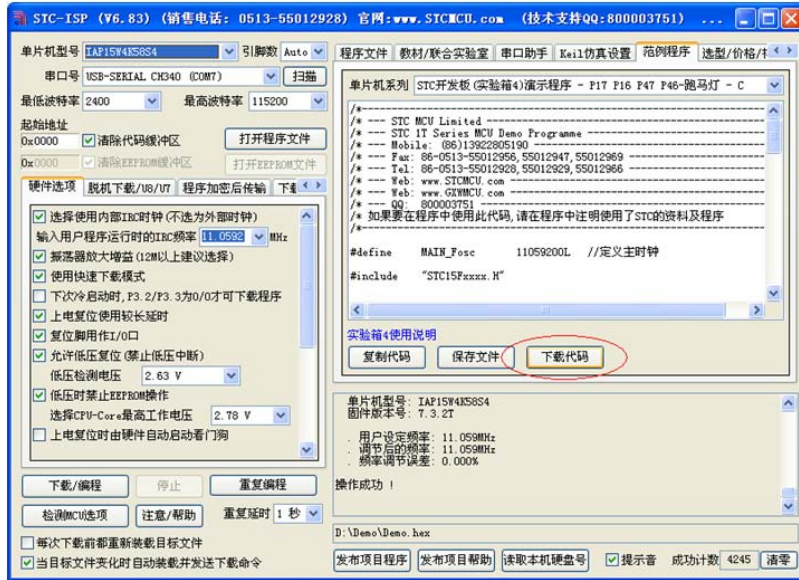 STC-ISP (V6.83) (销售电话: 0513-55012928) 官网:www.STCMCU.com (技术支持QQ:800003751) ...
单片机型号 IAP15W4K58S4 引脚数 Auto
串口号 USB-SERIAL CH340 (COM7) 扫描
最低波特率 2400 最高波特率 115200
起始地址
0x0000 清除代码缓冲区 打开程序文件
0x0000 清除EEPROM缓冲区 打开EEPROM文件
硬件选项 脱机下载/U8/U7 程序加密后传输
选择使用内部IRC时钟(不选为外部时钟)
输入用户程序运行时的IRC频率 11.0592 MHz
振荡器放大增益(12M以上建议选择)
使用快速下载模式
下次冷启动时,P3.2/P3.3为0/0才可下载程序
上电复位使用较长延时
复位脚用作I/O口
允许低压复位(禁止低压中断)
低压检测电压 2.63 V
低压时禁止EEPROM操作
选择CPU-Core最高工作电压 2.78 V
上电复位时由硬件自动启动看门狗
下载/编程 停止 重复编程
检测MCU选项 注意/帮助 重复延时 1 秒
每次下载前都重新装载目标文件
当目标文件变化时自动装载并发送下载命令
程序文件 教材/联合实验室 串口助手 Keil仿真设置 范例程序 选型/价格/
单片机系列 STC开发板(实验箱4)演示程序 - P17 P16 P47 P46-跑马灯 - C
/*---------------------------------------------------------------------
/* --- STC MCU Limited ------------------------------------------------
/* --- STC 1T Series MCU Demo Programme -------------------------------
/* --- Mobile: (86)13922805190 ----------------------------------------
/* --- Fax: 86-0513-55012956,55012947,55012969 ------------------------
/* --- Tel: 86-0513-55012928,55012929,55012966 ------------------------
/* --- Web: www.STCMCU.com --------------------------------------------
/* --- Web: www.GXWMCU.com --------------------------------------------
/* --- QQ: 800003751 -------------------------------------------------
/* 如果要在程序中使用此代码,请在程序中注明使用了STC的资料及程序
/*---------------------------------------------------------------------
#define MAIN_Fosc 11059200L //定义主时钟
#include "STC15Fxxxx.H"
实验箱4使用说明
复制代码 保存文件 下载代码
单片机型号: IAP15W4K58S4
固件版本号: 7.3.2T
. 用户设定频率: 11.059MHz
. 调节后的频率: 11.059MHz
. 频率调节误差: 0.000%
操作成功 !
D:\Demo\Demo.hex
发布项目程序 发布项目帮助 读取本机硬盘号 提示音 成功计数 4245 清零